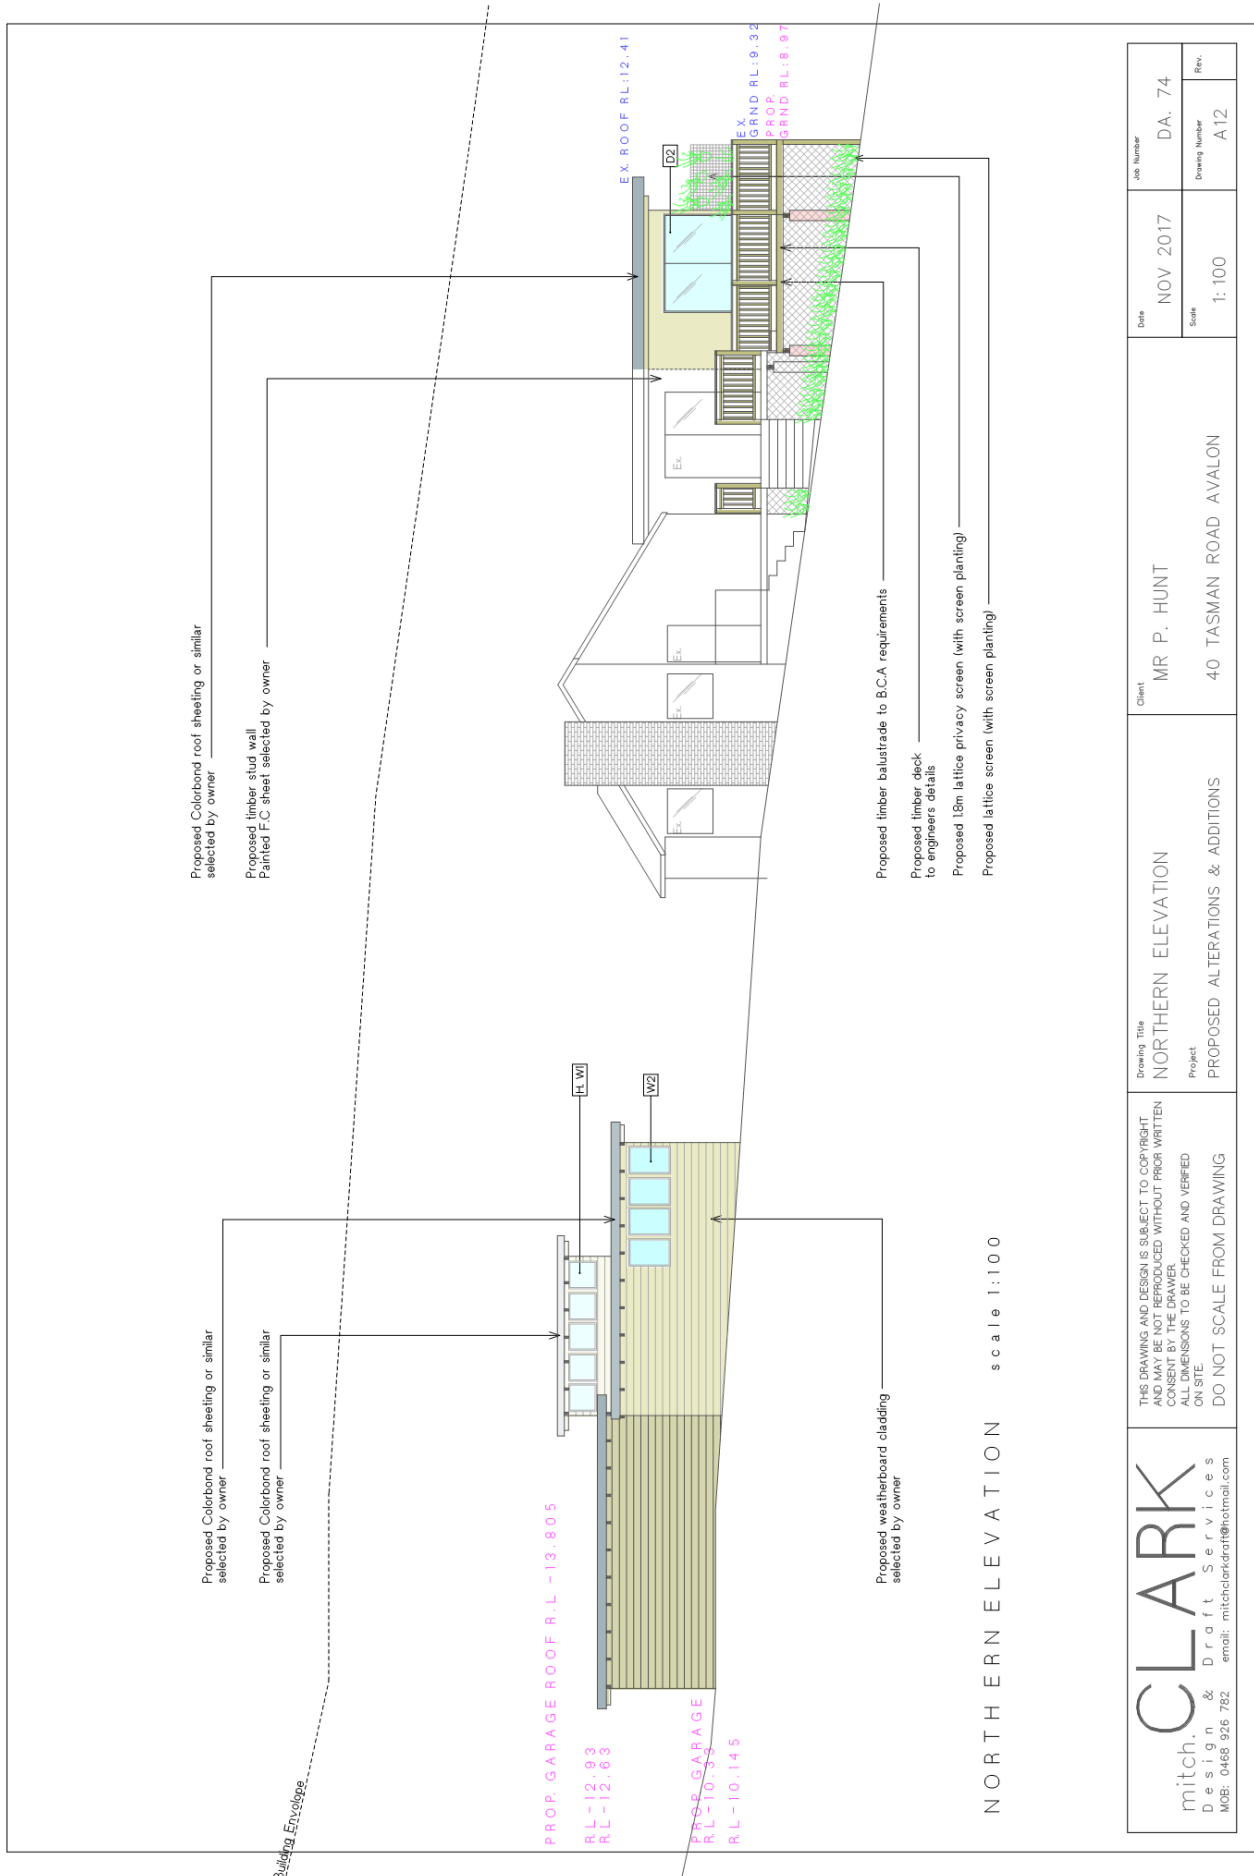 Building Envolope
Proposed Colorbond roof sheeting or similar
selected by owner
Proposed Colorbond roof sheeting or similar
selected by owner
Proposed Colorbond roof sheeting or similar
selected by owner
Proposed timber stud wall
Painted F.C sheet selected by owner
PROP. GARAGE ROOF R.L -13.805
R.L -12.93
R.L -12.63
PROP. GARAGE
R.L -10.33
R.L -10.145
H. W1
W2
EX. ROOF RL:12.41
D2
EX.
GRND RL:9.32
PROP.
GRND RL:8.97
Ex.
Ex.
Ex.
Ex.
Proposed weatherboard cladding
selected by owner
Proposed timber balustrade to B.C.A requirements
Proposed timber deck
to engineers details
Proposed 1.8m lattice privacy screen (with screen planting)
Proposed lattice screen (with screen planting)
NORTHERN ELEVATION scale 1:100
mitch. CLARK
Design & Draft Services
MOB: 0468 926 782 email: mitchclarkdraft@hotmail.com
THIS DRAWING AND DESIGN IS SUBJECT TO COPYRIGHT
AND MAY BE NOT REPRODUCED WITHOUT PRIOR WRITTEN
CONSENT BY THE DRAWER.
ALL DIMENSIONS TO BE CHECKED AND VERIFIED
ON SITE.
DO NOT SCALE FROM DRAWING
Drawing Title
NORTHERN ELEVATION
Project
PROPOSED ALTERATIONS & ADDITIONS
Client
MR P. HUNT
40 TASMAN ROAD AVALON
Date
NOV 2017
Scale
1:100
Job Number
DA. 74
Drawing Number
A12
Rev.